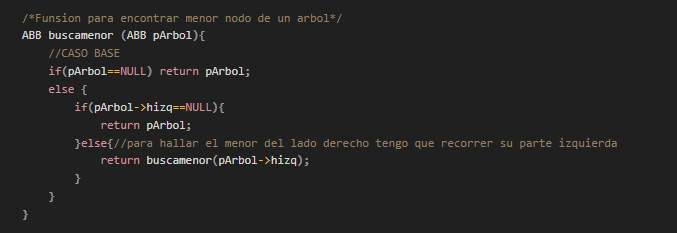 /*Funsion para encontrar menor nodo de un arbol*/
ABB buscamenor (ABB pArbol){
    //CASO BASE
    if(pArbol==NULL) return pArbol;
    else {
        if(pArbol->hizq==NULL){
            return pArbol;
        }else{//para hallar el menor del lado derecho tengo que recorrer su parte izquierda
            return buscamenor(pArbol->hizq);
        }
    }
}